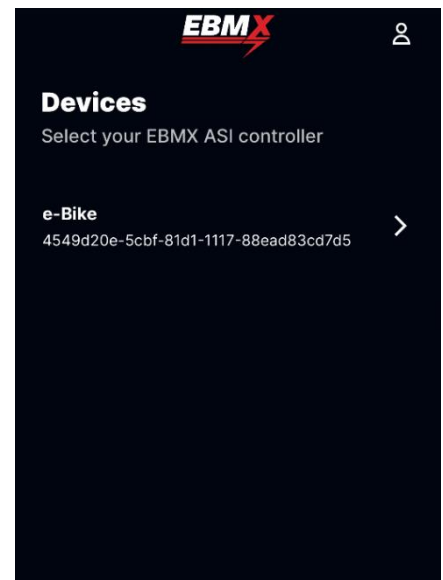 EBMX
Devices
Select your EBMX ASI controller
e-Bike
4549d20e-5cbf-81d1-1117-88ead83cd7d5